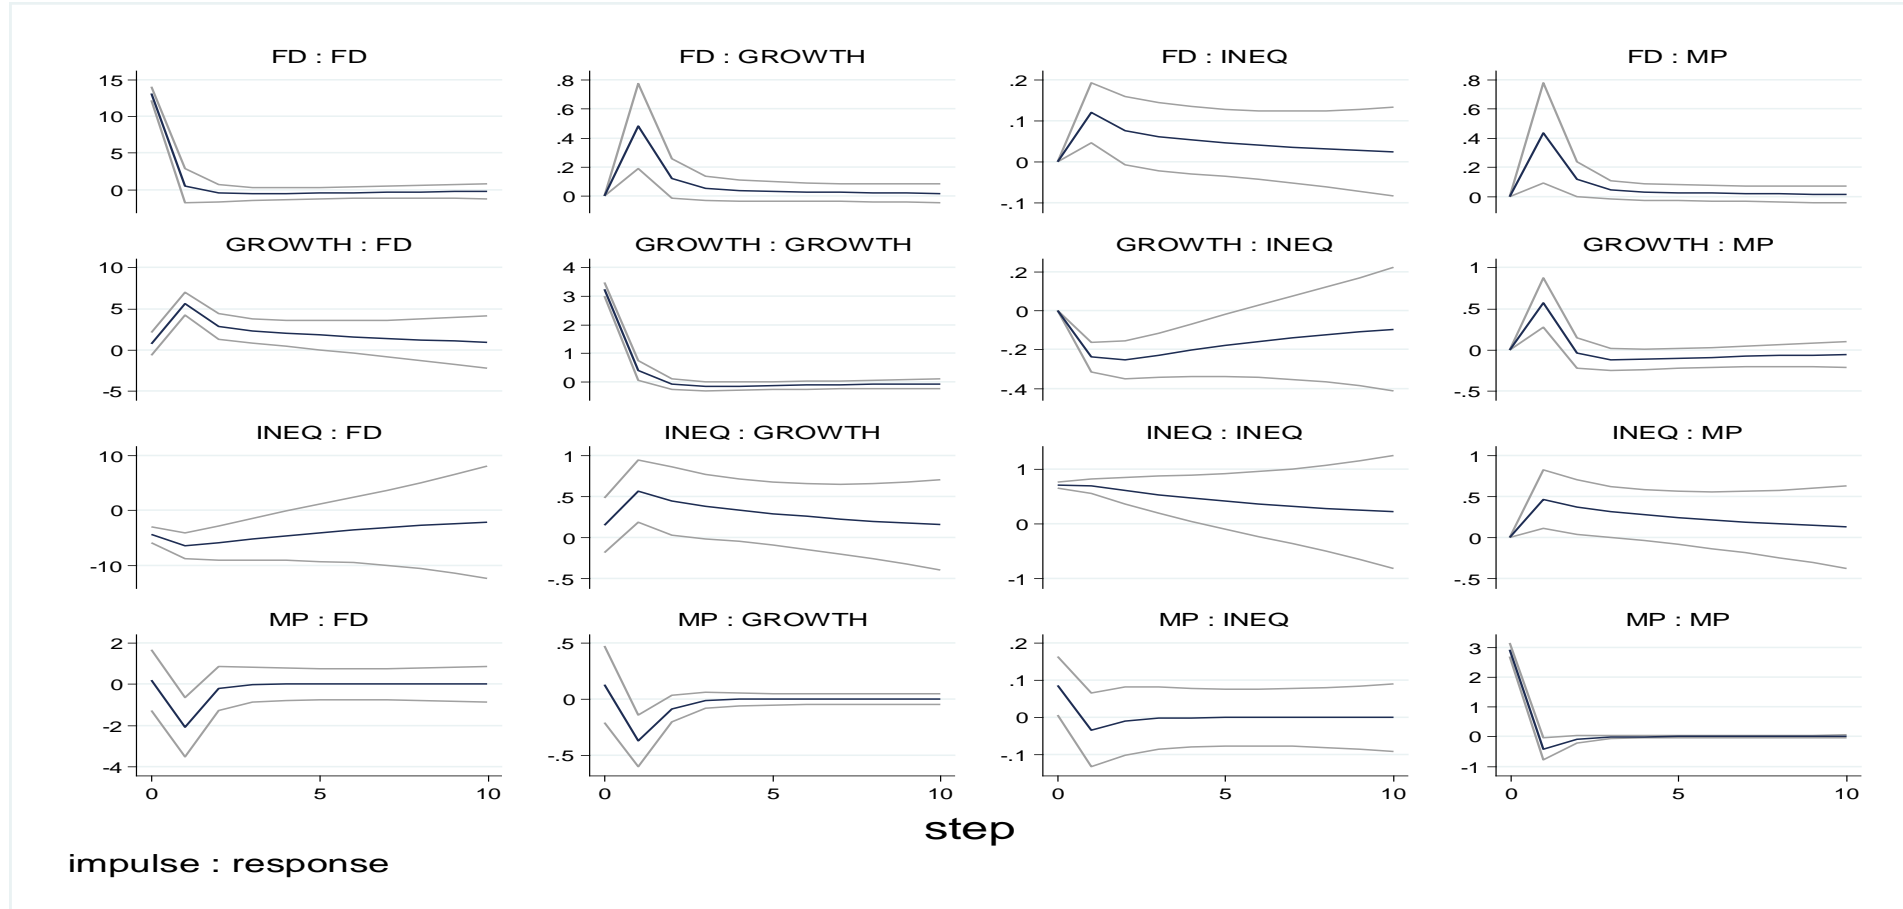 FD : FD FD : GROWTH FD : INEQ FD : MP
15 .8 .2 .8
10 .6 .1 .6
5 .4 0 .4
0 .2 -.1 .2
0 0
GROWTH : FD GROWTH : GROWTH GROWTH : INEQ GROWTH : MP
10 4 .2 1
5 3 0 .5
0 2 -.2 0
-5 1 -.4 -.5
0
INEQ : FD INEQ : GROWTH INEQ : INEQ INEQ : MP
10 1 1 1
0 .5 0 .5
-10 0 -1 0
-.5 -.5
MP : FD MP : GROWTH MP : INEQ MP : MP
2 .5 .2 3
0 0 .1 2
-2 -.5 0 1
-4 -.1 0
-1
0 5 10 0 5 10 0 5 10 0 5 10
step
impulse : response